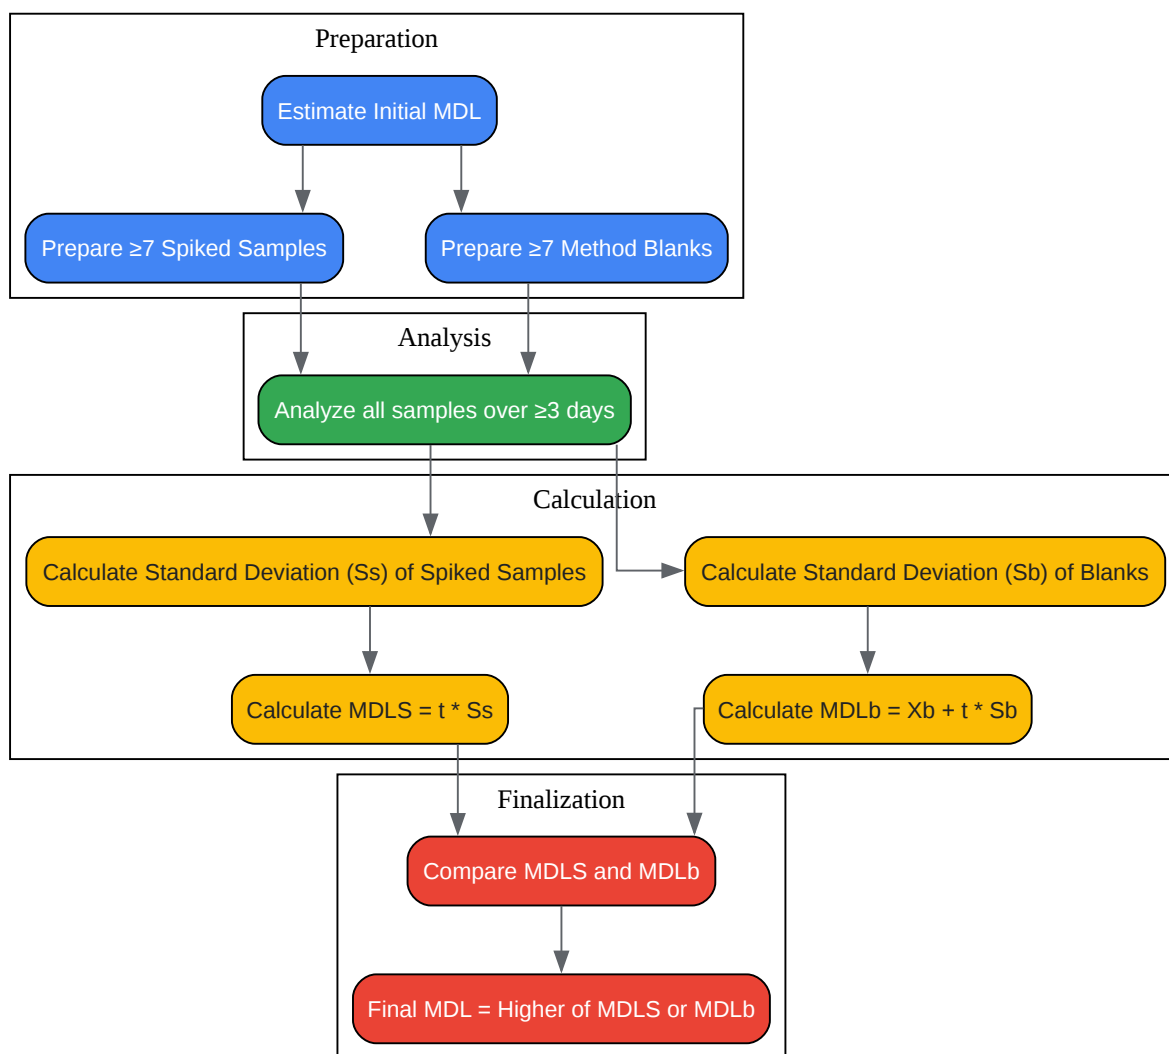 Preparation
Estimate Initial MDL
Prepare ≥7 Spiked Samples
Prepare ≥7 Method Blanks
Analysis
Analyze all samples over ≥3 days
Calculation
Calculate Standard Deviation (Ss) of Spiked Samples
Calculate Standard Deviation (Sb) of Blanks
Calculate MDLS = t * Ss
Calculate MDLb = Xb + t * Sb
Finalization
Compare MDLS and MDLb
Final MDL = Higher of MDLS or MDLb